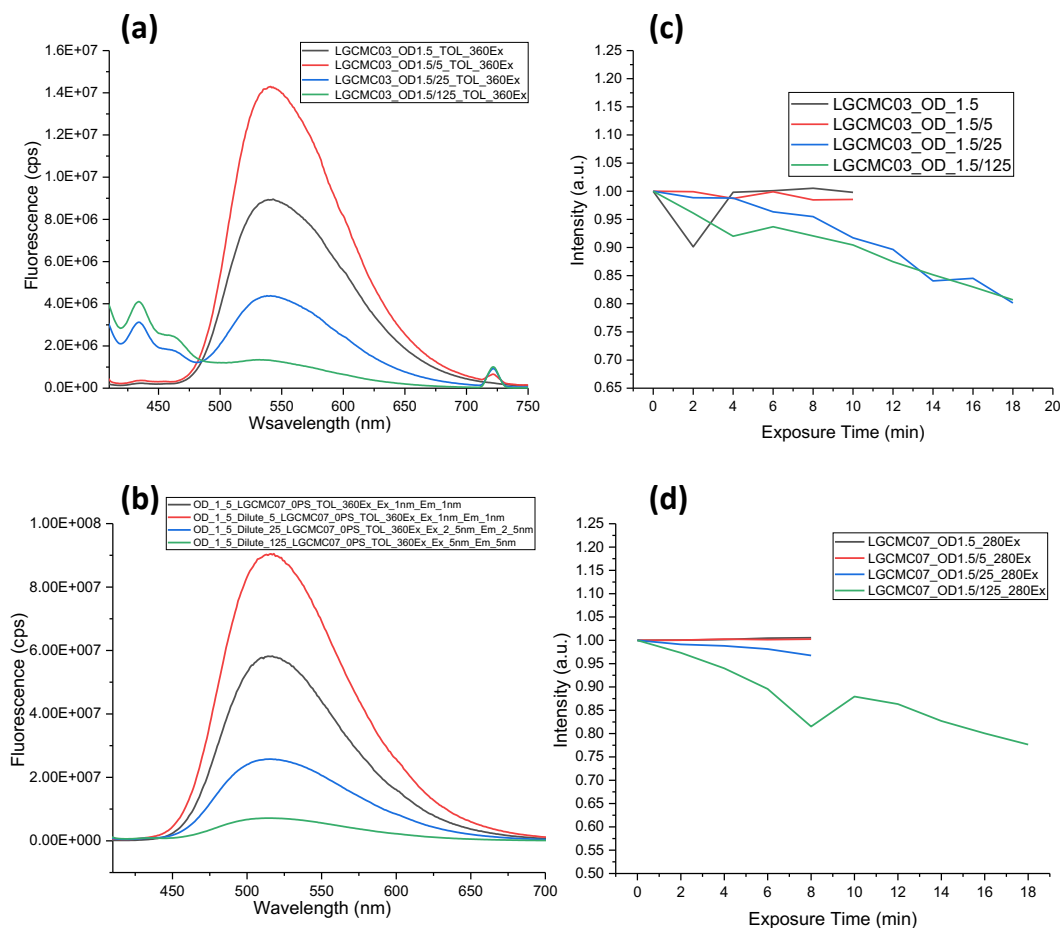 (a)
LGCMC03_OD1.5_TOL_360Ex
LGCMC03_OD1.5/5_TOL_360Ex
LGCMC03_OD1.5/25_TOL_360Ex
LGCMC03_OD1.5/125_TOL_360Ex
1.6E+07
1.4E+07
1.2E+07
1.0E+07
8.0E+06
6.0E+06
4.0E+06
2.0E+06
0.0E+00
Fluorescence (cps)
450 500 550 600 650 700 750
Wsavelength (nm)
(c)
LGCMC03_OD_1.5
LGCMC03_OD_1.5/5
LGCMC03_OD_1.5/25
LGCMC03_OD_1.5/125
1.25
1.20
1.15
1.10
1.05
1.00
0.95
0.90
0.85
0.80
0.75
0.70
0.65
Intensity (a.u.)
0 2 4 6 8 10 12 14 16 18 20
Exposure Time (min)
(b)
OD_1_5_LGCMC07_0PS_TOL_360Ex_Ex_1nm_Em_1nm
OD_1_5_Dilute_5_LGCMC07_0PS_TOL_360Ex_Ex_1nm_Em_1nm
OD_1_5_Dilute_25_LGCMC07_0PS_TOL_360Ex_Ex_2_5nm_Em_2_5nm
OD_1_5_Dilute_125_LGCMC07_0PS_TOL_360Ex_Ex_5nm_Em_5nm
1.00E+008
8.00E+007
6.00E+007
4.00E+007
2.00E+007
0.00E+000
Fluorescence (cps)
450 500 550 600 650 700
Wavelength (nm)
(d)
LGCMC07_OD1.5_280Ex
LGCMC07_OD1.5/5_280Ex
LGCMC07_OD1.5/25_280Ex
LGCMC07_OD1.5/125_280Ex
1.25
1.20
1.15
1.10
1.05
1.00
0.95
0.90
0.85
0.80
0.75
0.70
0.65
0.60
0.55
0.50
Intensity (a.u.)
0 2 4 6 8 10 12 14 16 18
Exposure Time (min)